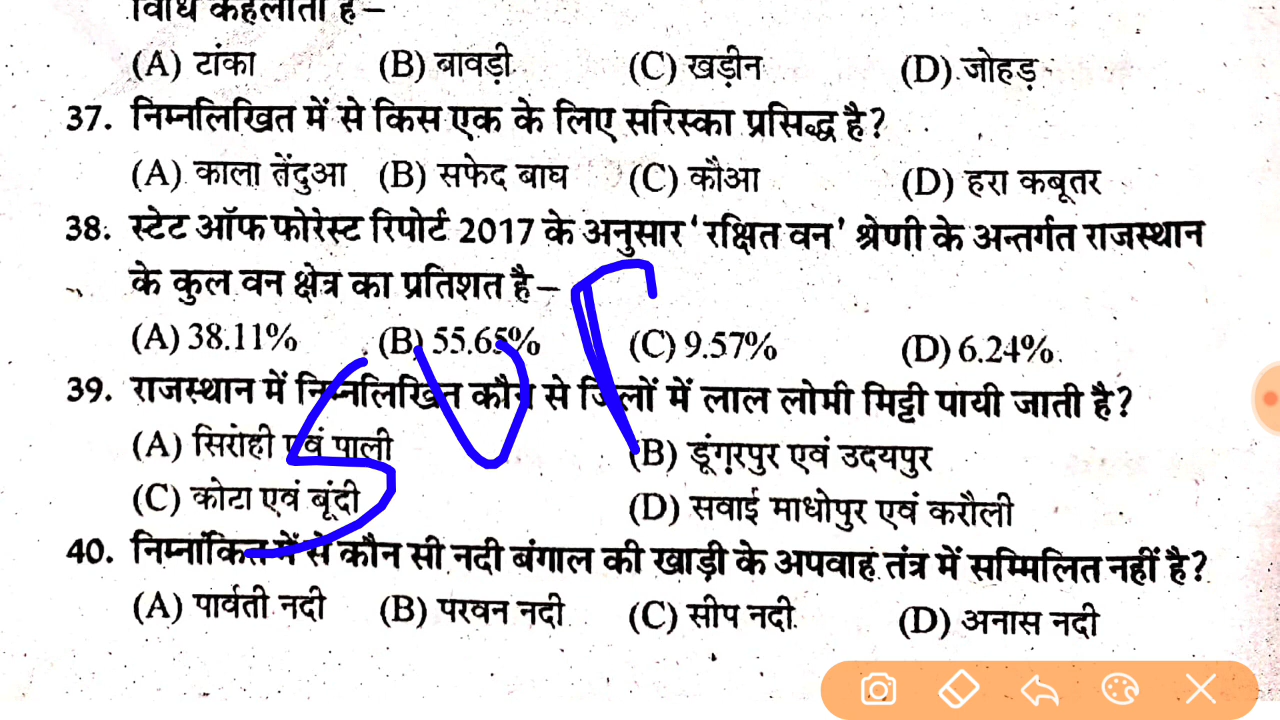 विधि कहलाती है –
(A) टांका (B) बावड़ी (C) खड़ीन (D) जोहड़
37. निम्नलिखित में से किस एक के लिए सरिस्का प्रसिद्ध है?
(A) काला तेंदुआ (B) सफेद बाघ (C) कौआ (D) हरा कबूतर
38. स्टेट ऑफ फोरेस्ट रिपोर्ट 2017 के अनुसार ‘रक्षित वन’ श्रेणी के अन्तर्गत राजस्थान
के कुल वन क्षेत्र का प्रतिशत है –
(A) 38.11% (B) 55.65% (C) 9.57% (D) 6.24%
39. राजस्थान में निम्नलिखित कौन से जिलों में लाल लोमी मिट्टी पायी जाती है?
(A) सिरोही एवं पाली (B) डूंगरपुर एवं उदयपुर
(C) कोटा एवं बूंदी (D) सवाई माधोपुर एवं करौली
40. निम्नांकित में से कौन सी नदी बंगाल की खाड़ी के अपवाह तंत्र में सम्मिलित नहीं है?
(A) पार्वती नदी (B) परवन नदी (C) सीप नदी (D) अनास नदी